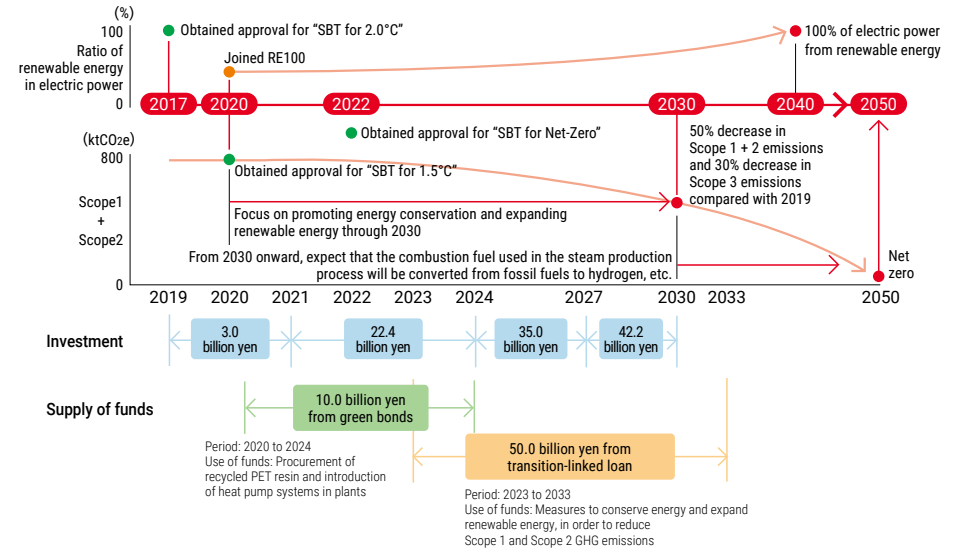 (%)
100
Ratio of
renewable energy
in electric power
0
Obtained approval for “SBT for 2.0°C”
Joined RE100
100% of electric power
from renewable energy
2017
2020
2022
2030
2040
2050
(ktCO2e)
800
Scope1
+
Scope2
0
Obtained approval for “SBT for Net-Zero”
Obtained approval for “SBT for 1.5°C”
50% decrease in
Scope 1 + 2 emissions
and 30% decrease in
Scope 3 emissions
compared with 2019
Focus on promoting energy conservation and expanding
renewable energy through 2030
From 2030 onward, expect that the combustion fuel used in the steam production
process will be converted from fossil fuels to hydrogen, etc.
Net
zero
2019
2020
2021
2022
2023
2024
2027
2030
2033
2050
Investment
3.0
billion yen
22.4
billion yen
35.0
billion yen
42.2
billion yen
Supply of funds
10.0 billion yen
from green bonds
Period: 2020 to 2024
Use of funds: Procurement of
recycled PET resin and introduction
of heat pump systems in plants
50.0 billion yen from
transition-linked loan
Period: 2023 to 2033
Use of funds: Measures to conserve energy and expand
renewable energy, in order to reduce
Scope 1 and Scope 2 GHG emissions